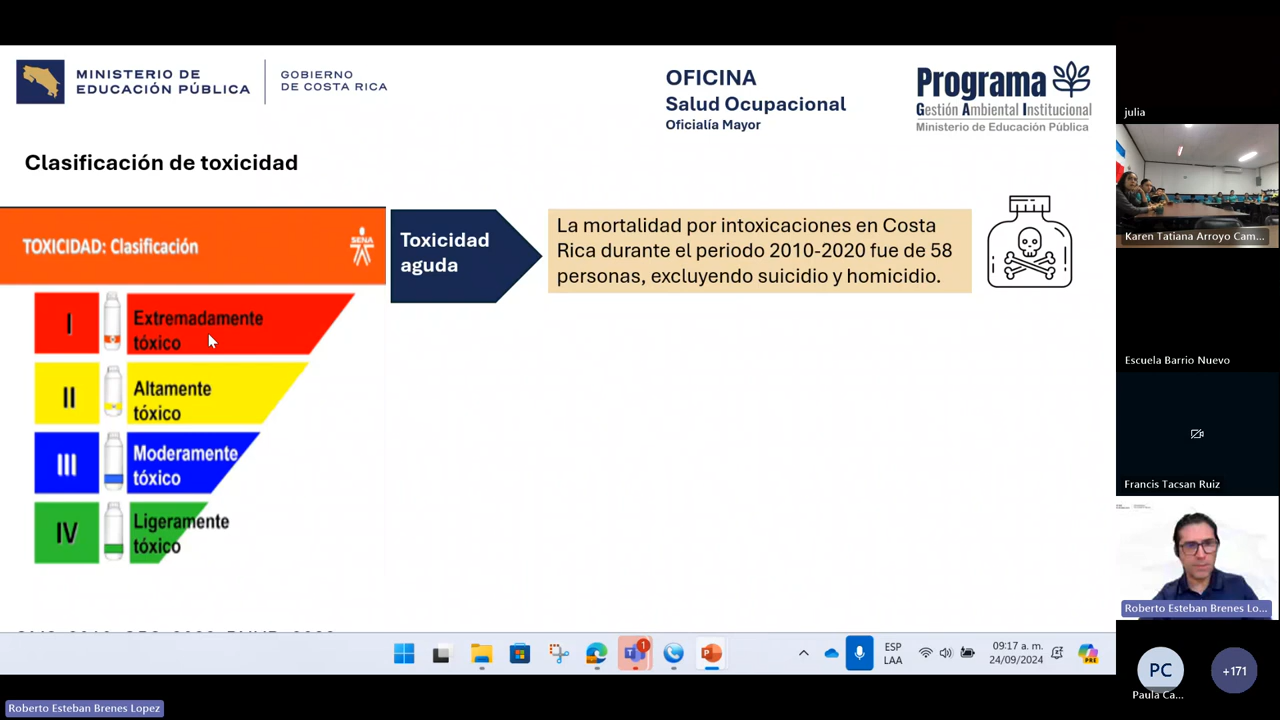 MINISTERIO DE
EDUCACIÓN PÚBLICA
GOBIERNO
DE COSTA RICA
OFICINA
Salud Ocupacional
Oficialía Mayor
Programa
Gestión Ambiental Institucional
Ministerio de Educación Pública
Clasificación de toxicidad
TOXICIDAD: Clasificación
SENA
I
Extremadamente
tóxico
II
Altamente
tóxico
III
Moderamente
tóxico
IV
Ligeramente
tóxico
Toxicidad
aguda
La mortalidad por intoxicaciones en Costa
Rica durante el periodo 2010-2020 fue de 58
personas, excluyendo suicidio y homicidio.
julia
Karen Tatiana Arroyo Cam...
Escuela Barrio Nuevo
Francis Tacsan Ruiz
Roberto Esteban Brenes Lo...
PC
Paula Ca...
+171
1
ESP
LAA
09:17 a. m.
24/09/2024
PRE
Roberto Esteban Brenes Lopez